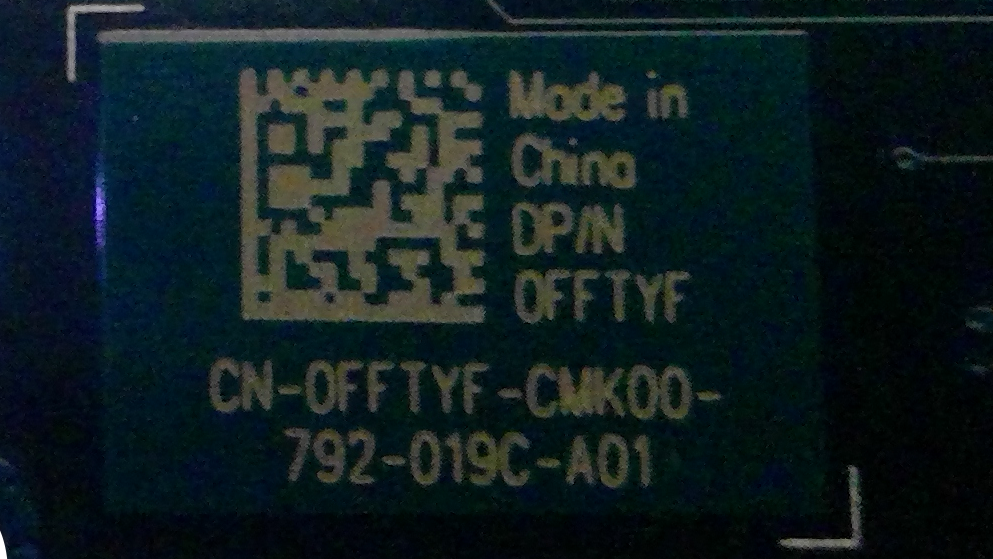 Made in
China
DP/N
0FFTYF
CN-0FFTYF-CMK00-
792-019C-A01